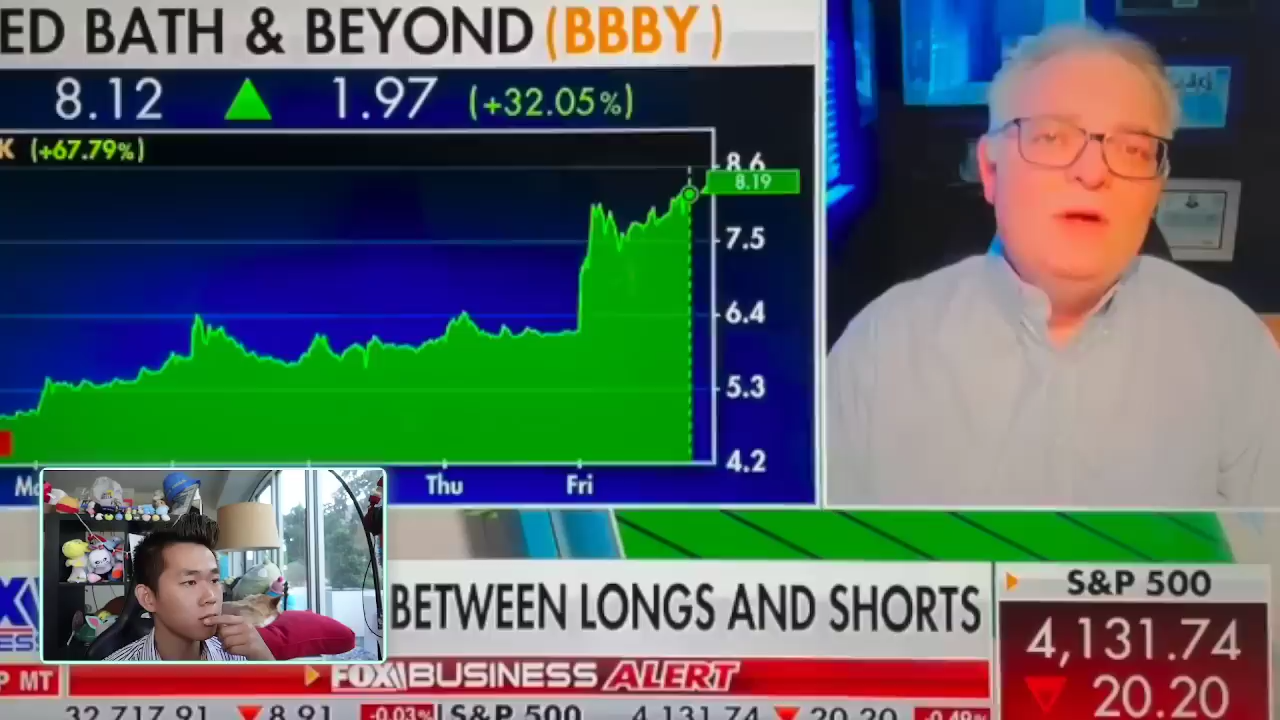 ED BATH & BEYOND (BBBY)
8.12 ▲ 1.97 (+32.05%)
K (+67.79%)
8.6
8.19
7.5
6.4
5.3
4.2
Thu
Fri
BETWEEN LONGS AND SHORTS
S&P 500
4,131.74
▼ 20.20
FOX BUSINESS ALERT
P MT
32,717.91 ▼ 8.91 -0.03% S&P 500 4,131.74 ▼ 20.20 -0.49%